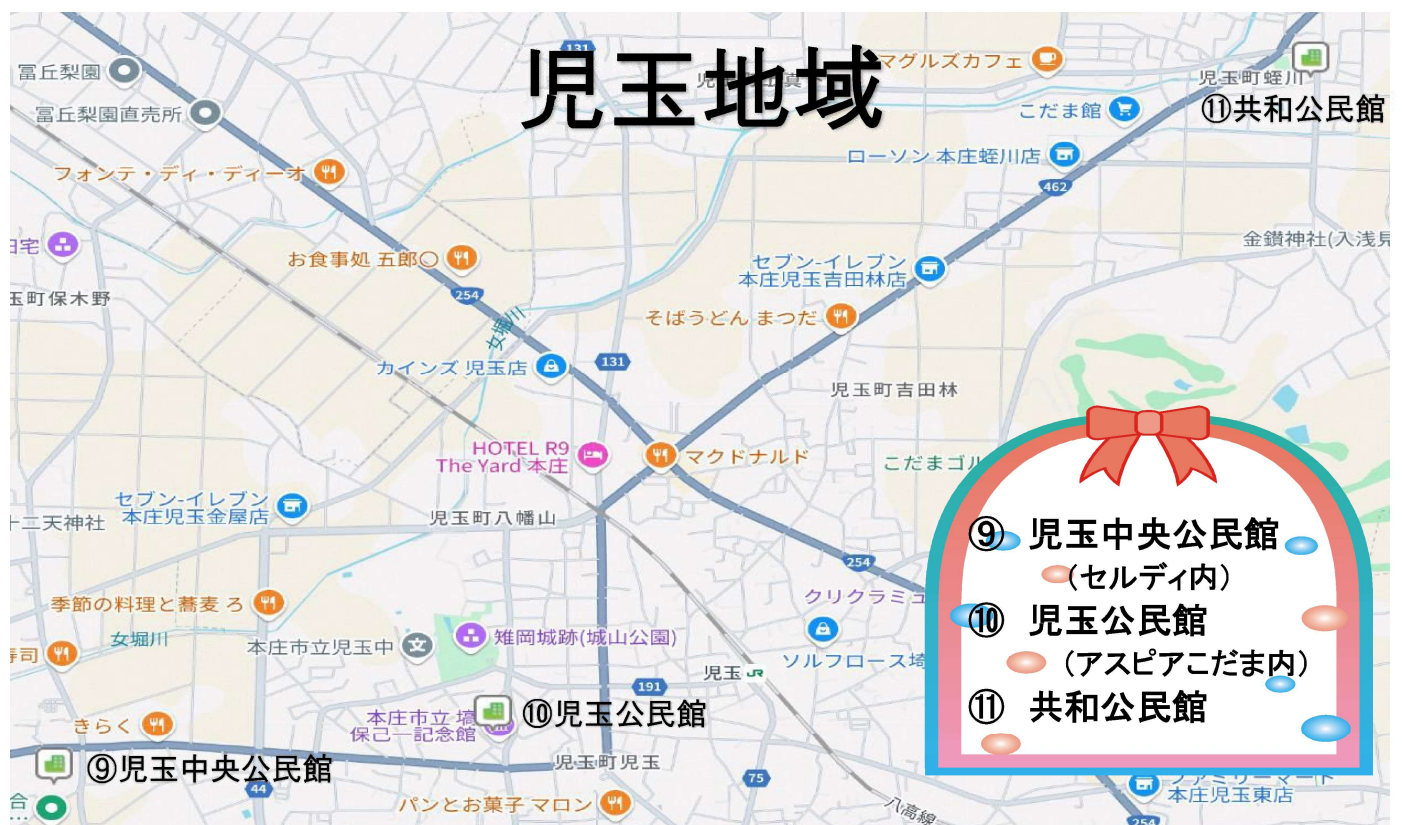 児玉地域
131
冨丘梨園
マグルズカフェ
児玉町蛭川
⑪共和公民館
冨丘梨園直売所
こだま館
フォンテ・ディ・ディーオ
ローソン 本庄蛭川店
462
金鑚神社(入浅見
お食事処 五郎〇
セブン-イレブン
本庄児玉吉田林店
玉町保木野
254
女堀川
そばうどん まつだ
カインズ 児玉店
131
児玉町吉田林
HOTEL R9
The Yard 本庄
マクドナルド
こだまゴル
セブン-イレブン
本庄児玉金屋店
十二天神社
児玉町八幡山
254
季節の料理と蕎麦 ろ
クリクラミュ
女堀川
本庄市立児玉中
雉岡城跡(城山公園)
寿司
ソルフロース埼
児玉 JR
191
きらく
本庄市立 塙
保己一記念館
⑩児玉公民館
⑨児玉中央公民館
児玉町児玉
44
75
合
パンとお菓子 マロン
八高線
ファミリーマート
本庄児玉東店
254
⑨ 児玉中央公民館
（セルディ内）
⑩ 児玉公民館
（アスピアこだま内）
⑪ 共和公民館